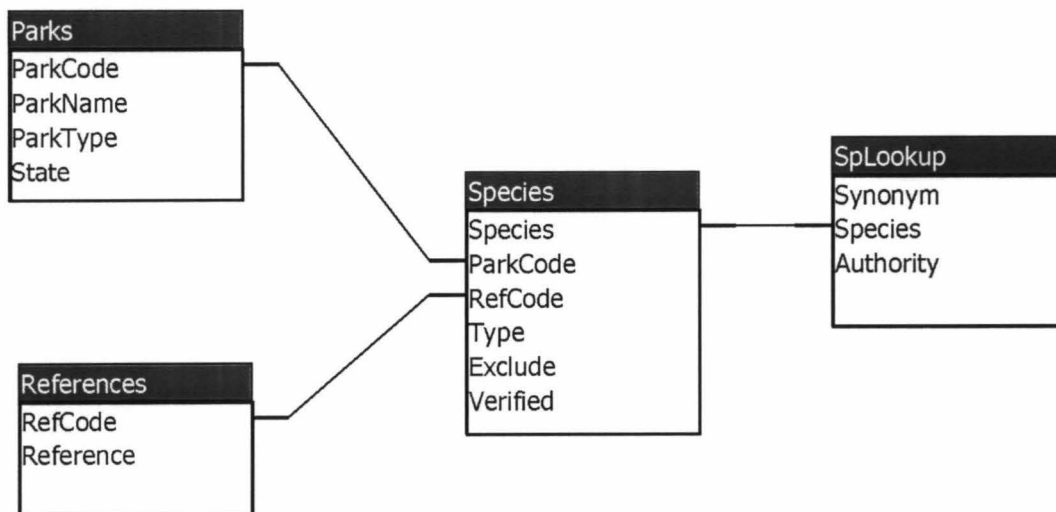 Parks
ParkCode
ParkName
ParkType
State
References
RefCode
Reference
Species
Species
ParkCode
RefCode
Type
Exclude
Verified
SpLookup
Synonym
Species
Authority